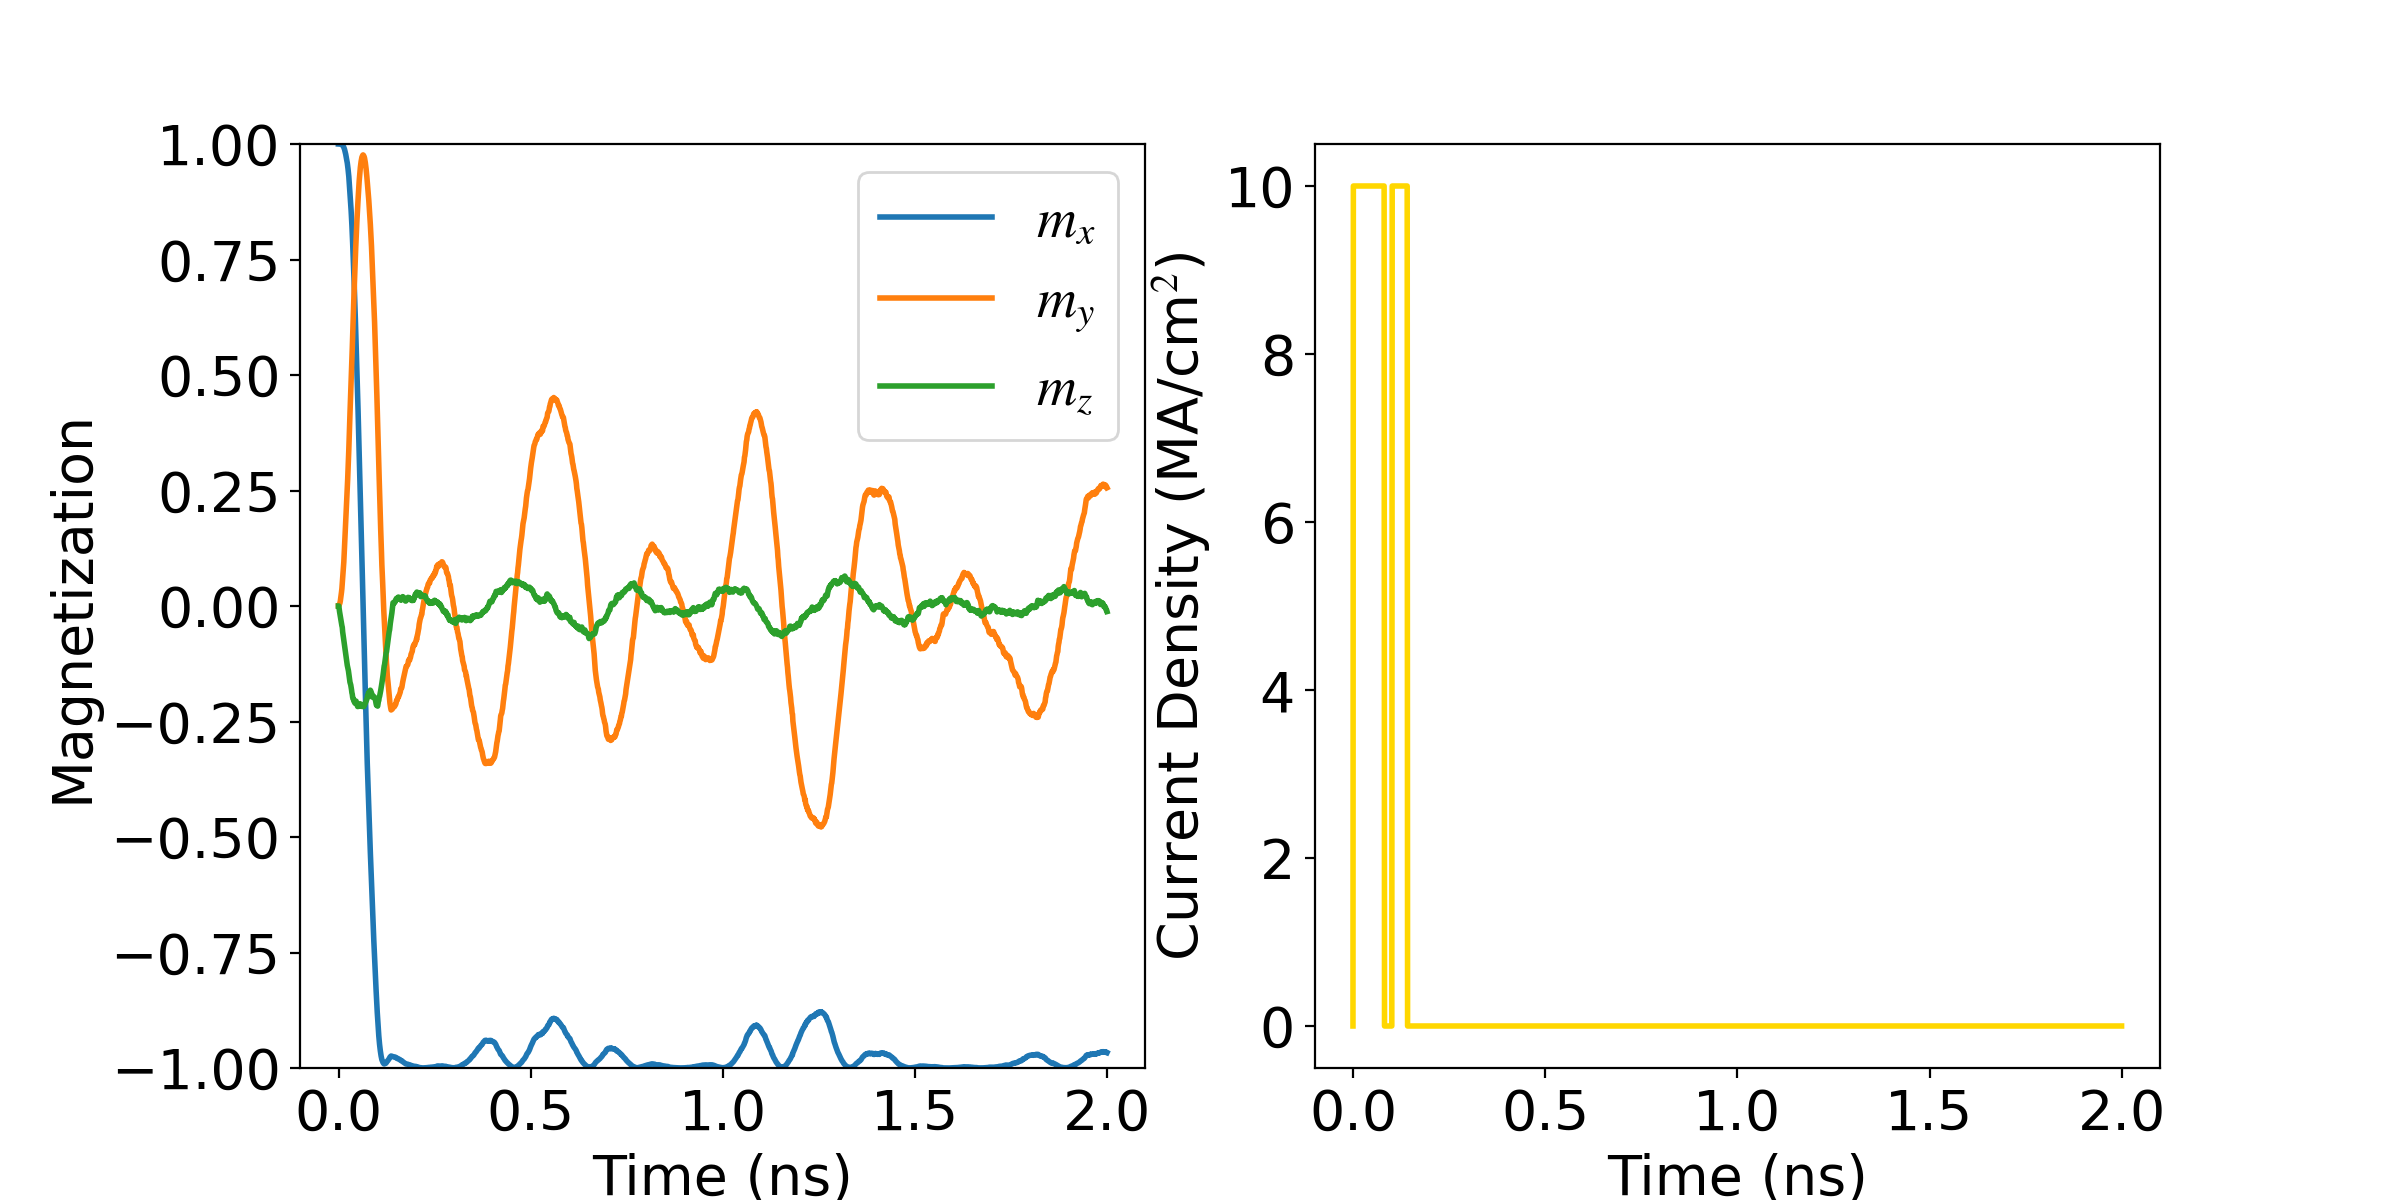 1.00
0.75
0.50
0.25
0.00
−0.25
−0.50
−0.75
−1.00
Magnetization
0.0 0.5 1.0 1.5 2.0
Time (ns)
m_x
m_y
m_z
10
8
6
4
2
0
Current Density (MA/cm²)
0.0 0.5 1.0 1.5 2.0
Time (ns)